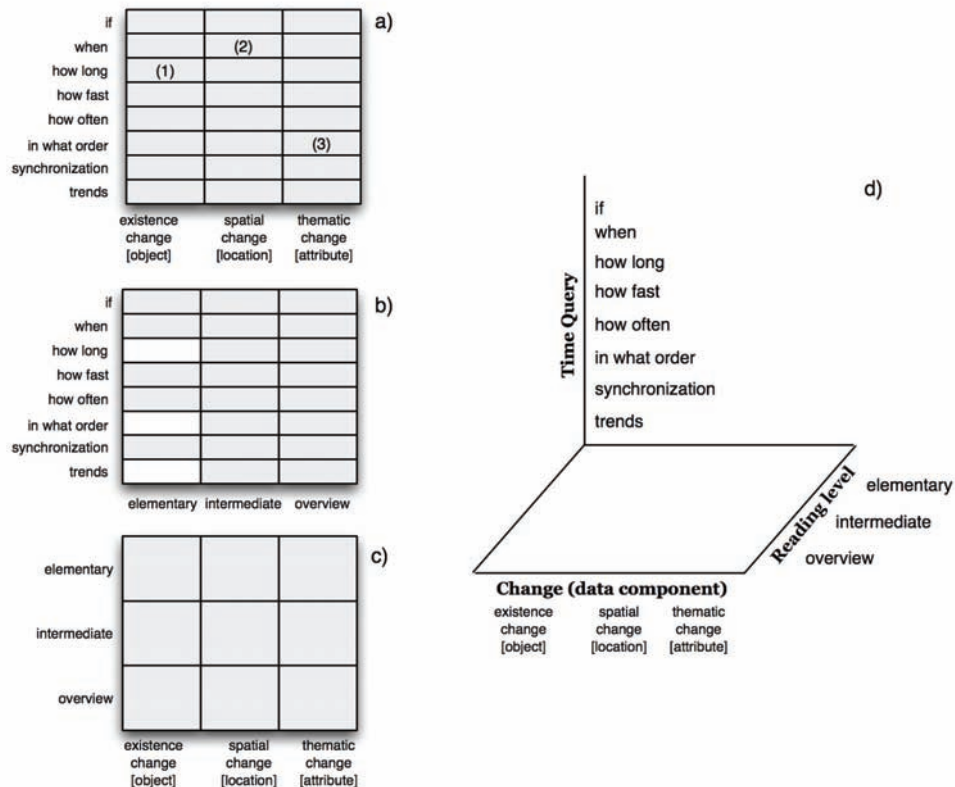 a)
if
when
(2)
how long
(1)
how fast
how often
in what order
(3)
synchronization
trends
existence
change
[object]
spatial
change
[location]
thematic
change
[attribute]
b)
if
when
how long
how fast
how often
in what order
synchronization
trends
elementary
intermediate
overview
c)
elementary
intermediate
overview
existence
change
[object]
spatial
change
[location]
thematic
change
[attribute]
d)
Time Query
if
when
how long
how fast
how often
in what order
synchronization
trends
Reading level
elementary
intermediate
overview
Change (data component)
existence
change
[object]
spatial
change
[location]
thematic
change
[attribute]